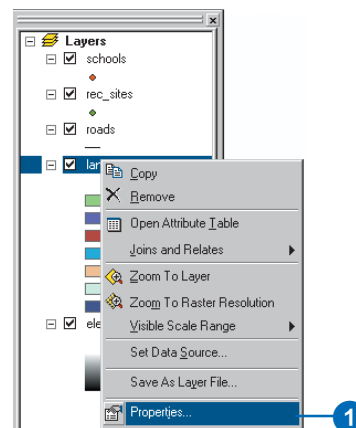 Layers
schools
rec_sites
roads
lan
Copy
Remove
Open Attribute Table
Joins and Relates
Zoom To Layer
Zoom To Raster Resolution
Visible Scale Range
Set Data Source...
ele
Save As Layer File...
Properties...
1